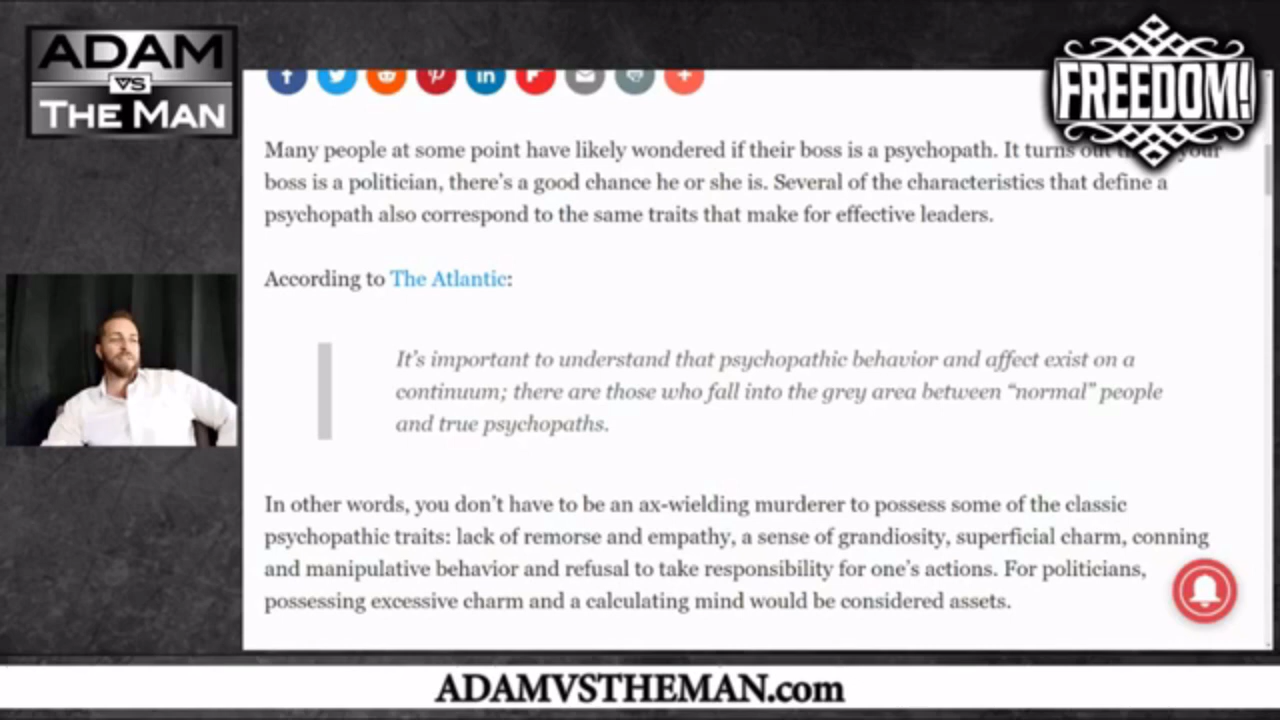 ADAM
VS
THE MAN
FREEDOM!
Many people at some point have likely wondered if their boss is a psychopath. It turns out your
boss is a politician, there's a good chance he or she is. Several of the characteristics that define a
psychopath also correspond to the same traits that make for effective leaders.
According to The Atlantic:
It's important to understand that psychopathic behavior and affect exist on a
continuum; there are those who fall into the grey area between “normal” people
and true psychopaths.
In other words, you don't have to be an ax-wielding murderer to possess some of the classic
psychopathic traits: lack of remorse and empathy, a sense of grandiosity, superficial charm, conning
and manipulative behavior and refusal to take responsibility for one's actions. For politicians,
possessing excessive charm and a calculating mind would be considered assets.
ADAMVSTHEMAN.com